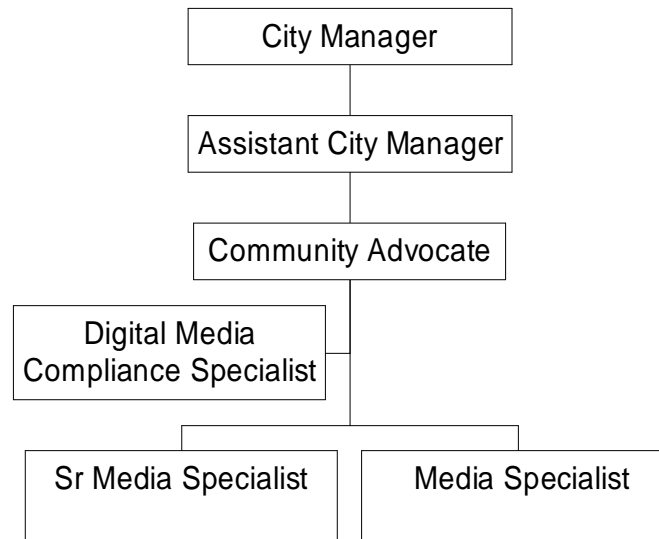 City Manager
Assistant City Manager
Community Advocate
Digital Media
Compliance Specialist
Sr Media Specialist
Media Specialist